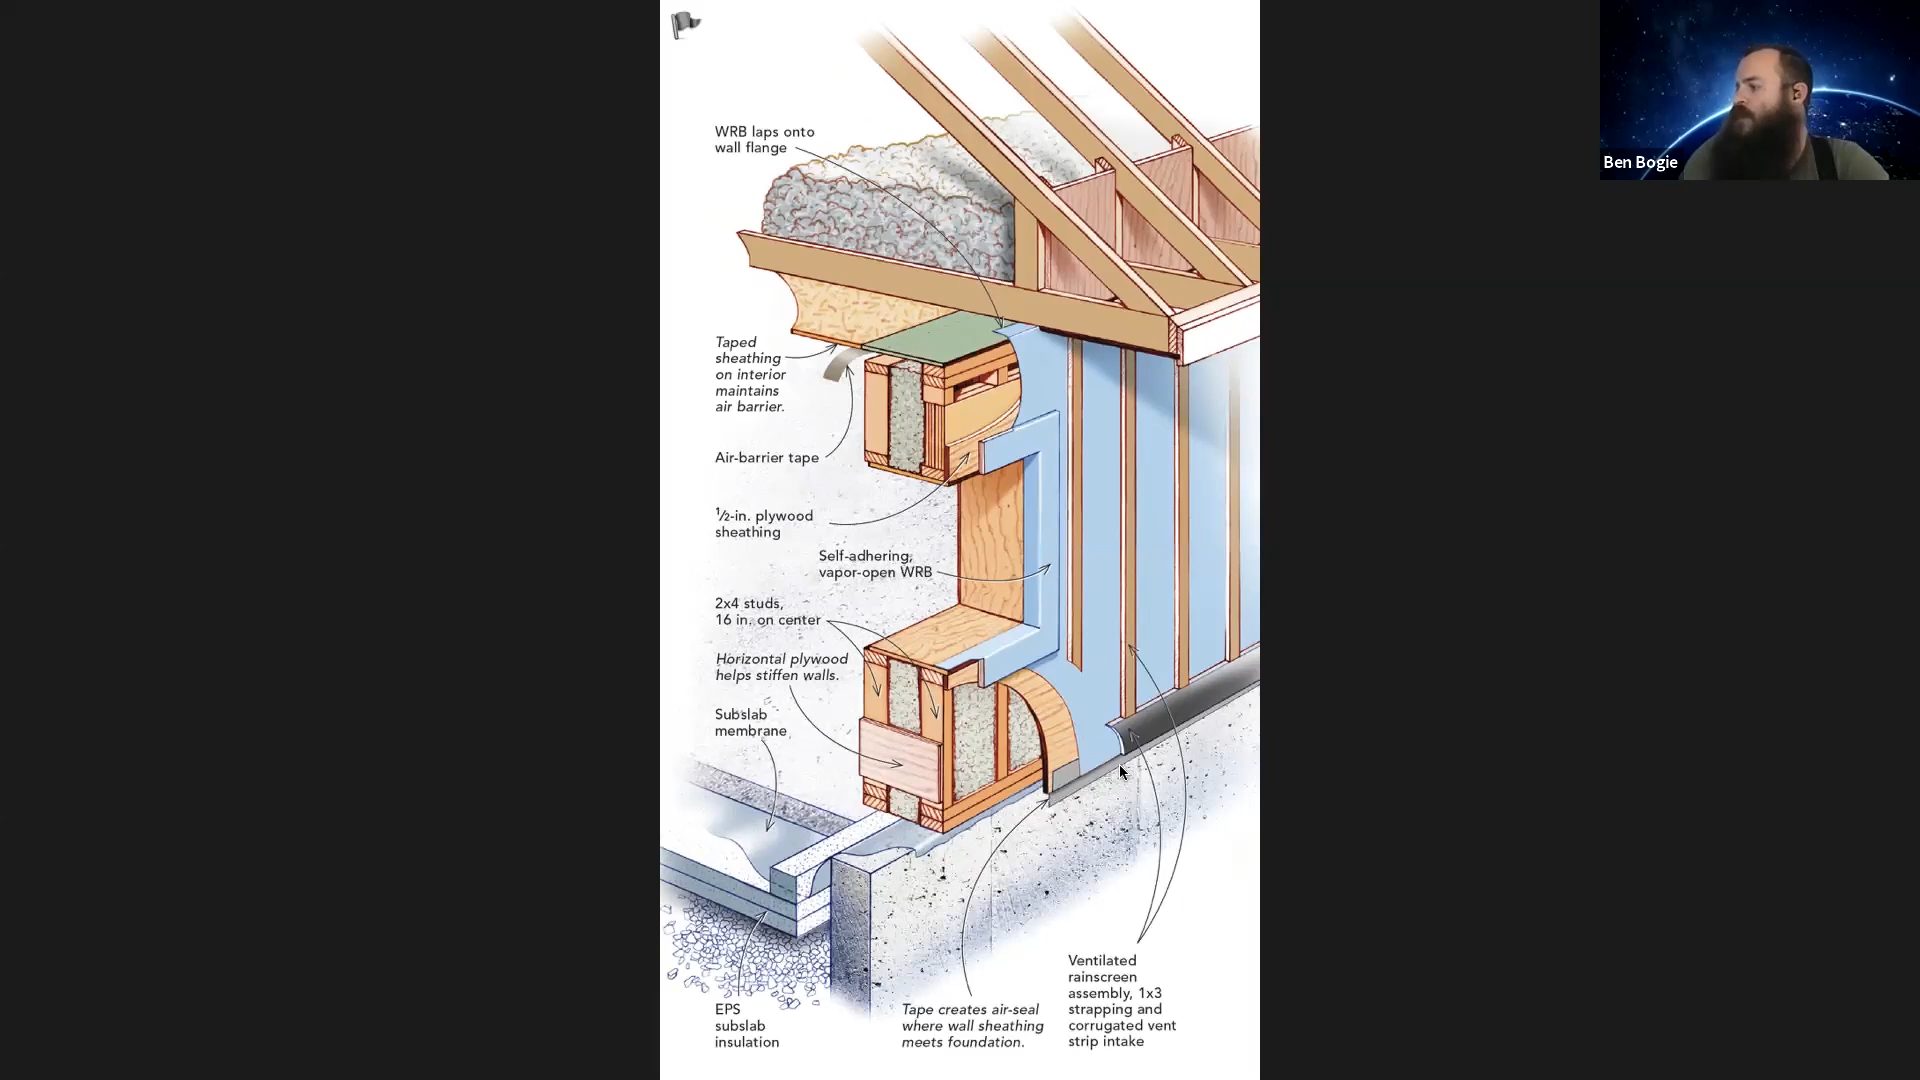 WRB laps onto
wall flange
Ben Bogie
Taped
sheathing
on interior
maintains
air barrier.
Air-barrier tape
½-in. plywood
sheathing
Self-adhering,
vapor-open WRB
2x4 studs,
16 in. on center
Horizontal plywood
helps stiffen walls.
Subslab
membrane
EPS
subslab
insulation
Tape creates air-seal
where wall sheathing
meets foundation.
Ventilated
rainscreen
assembly, 1x3
strapping and
corrugated vent
strip intake